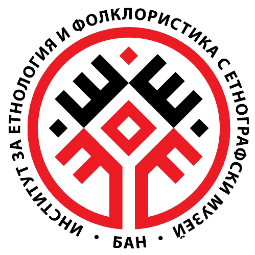 ИНСТИТУТ ЗА ЕТНОЛОГИЯ И ФОЛКЛОРИСТИКА С ЕТНОГРАФСКИ МУЗЕЙ
• БАН •